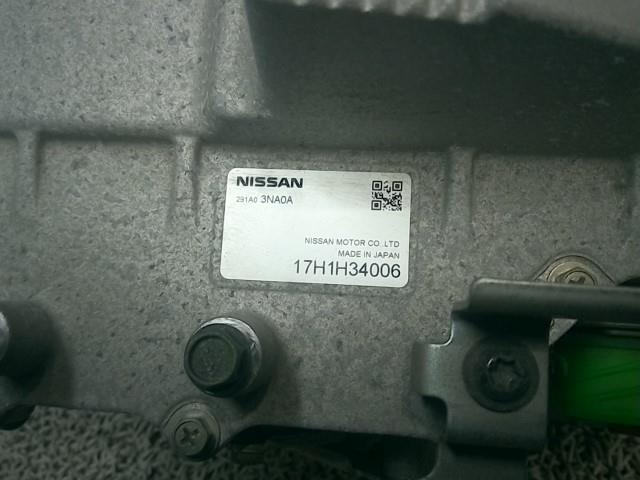 NISSAN
291A0 3NA0A
NISSAN MOTOR CO.,LTD
MADE IN JAPAN
17H1H34006